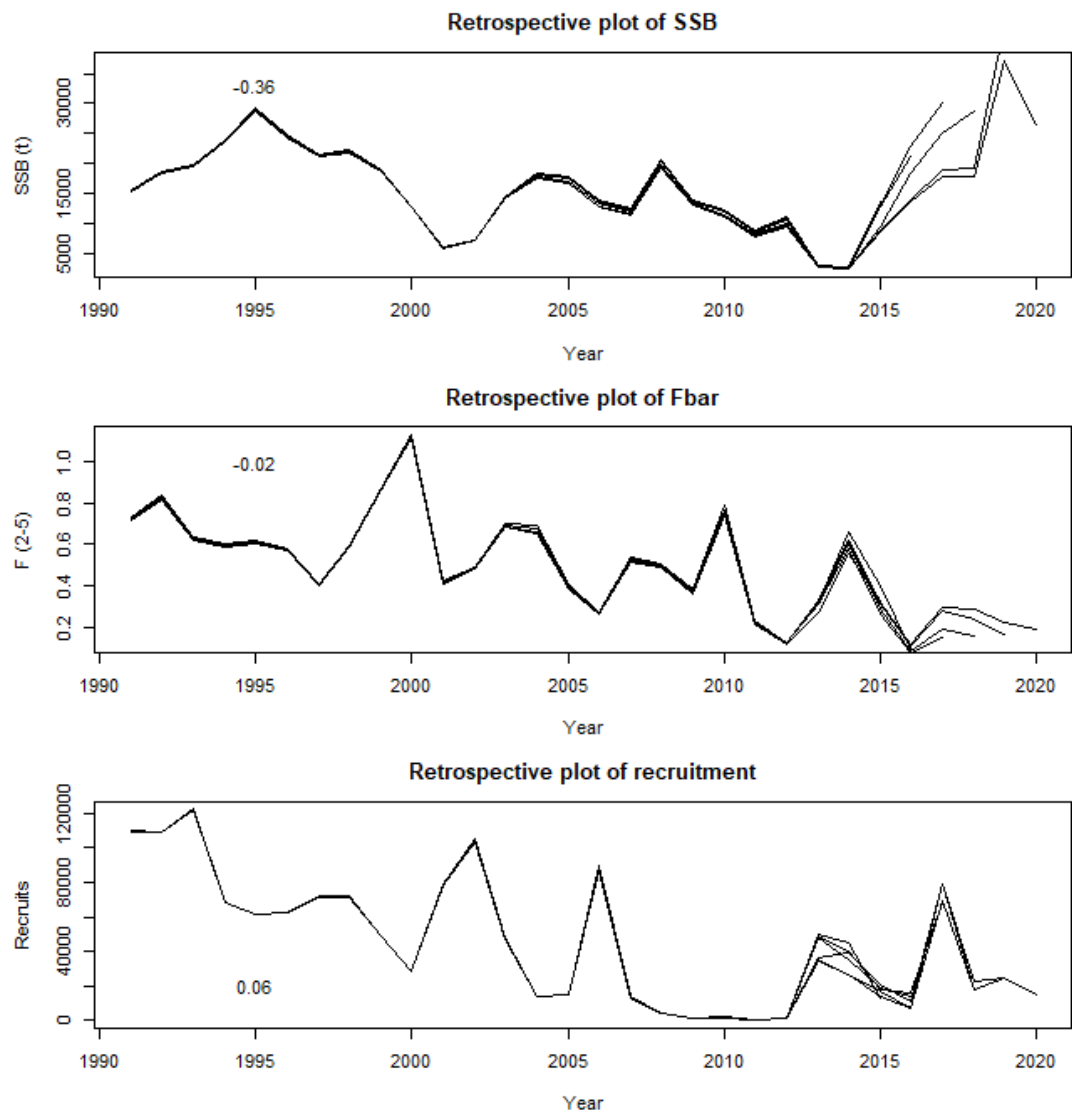 Retrospective plot of SSB
SSB (t)
30000
15000
5000
-0.36
1990 1995 2000 2005 2010 2015 2020
Year
Retrospective plot of Fbar
F (2-5)
1.0
0.8
0.6
0.4
0.2
-0.02
1990 1995 2000 2005 2010 2015 2020
Year
Retrospective plot of recruitment
Recruits
120000
80000
40000
0
0.06
1990 1995 2000 2005 2010 2015 2020
Year